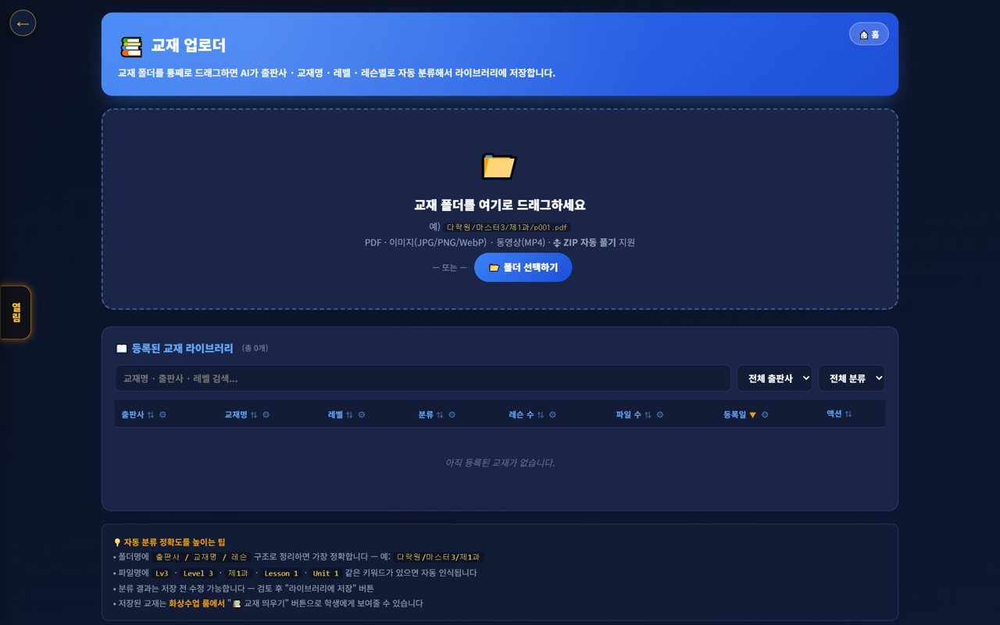 ←
📚 교재 업로더
🏠 홈
교재 폴더를 통째로 드래그하면 AI가 출판사 · 교재명 · 레벨 · 레슨별로 자동 분류해서 라이브러리에 저장합니다.
교재 폴더를 여기로 드래그하세요
예) 다락원/마스터3/제1과/p001.pdf
PDF · 이미지(JPG/PNG/WebP) · 동영상(MP4) · ZIP 자동 풀기 지원
— 또는 — 📁 폴더 선택하기
열림
📖 등록된 교재 라이브러리 (총 0개)
교재명 · 출판사 · 레벨 검색...
전체 출판사
전체 분류
출판사 ⇅ ⚙ 교재명 ⇅ ⚙ 레벨 ⇅ ⚙ 분류 ⇅ ⚙ 레슨 수 ⇅ ⚙ 파일 수 ⇅ ⚙ 등록일 ▼ ⚙ 액션 ⇅
아직 등록된 교재가 없습니다.
💡 자동 분류 정확도를 높이는 팁
• 폴더명에 출판사 / 교재명 / 레슨 구조로 정리하면 가장 정확합니다 — 예: 다락원/마스터3/제1과
• 파일명에 Lv3 · Level 3 · 제1과 · Lesson 1 · Unit 1 같은 키워드가 있으면 자동 인식됩니다
• 분류 결과는 저장 전 수정 가능합니다 — 검토 후 "라이브러리에 저장" 버튼
• 저장된 교재는 화상수업 룸에서 "📚 교재 띄우기" 버튼으로 학생에게 보여줄 수 있습니다